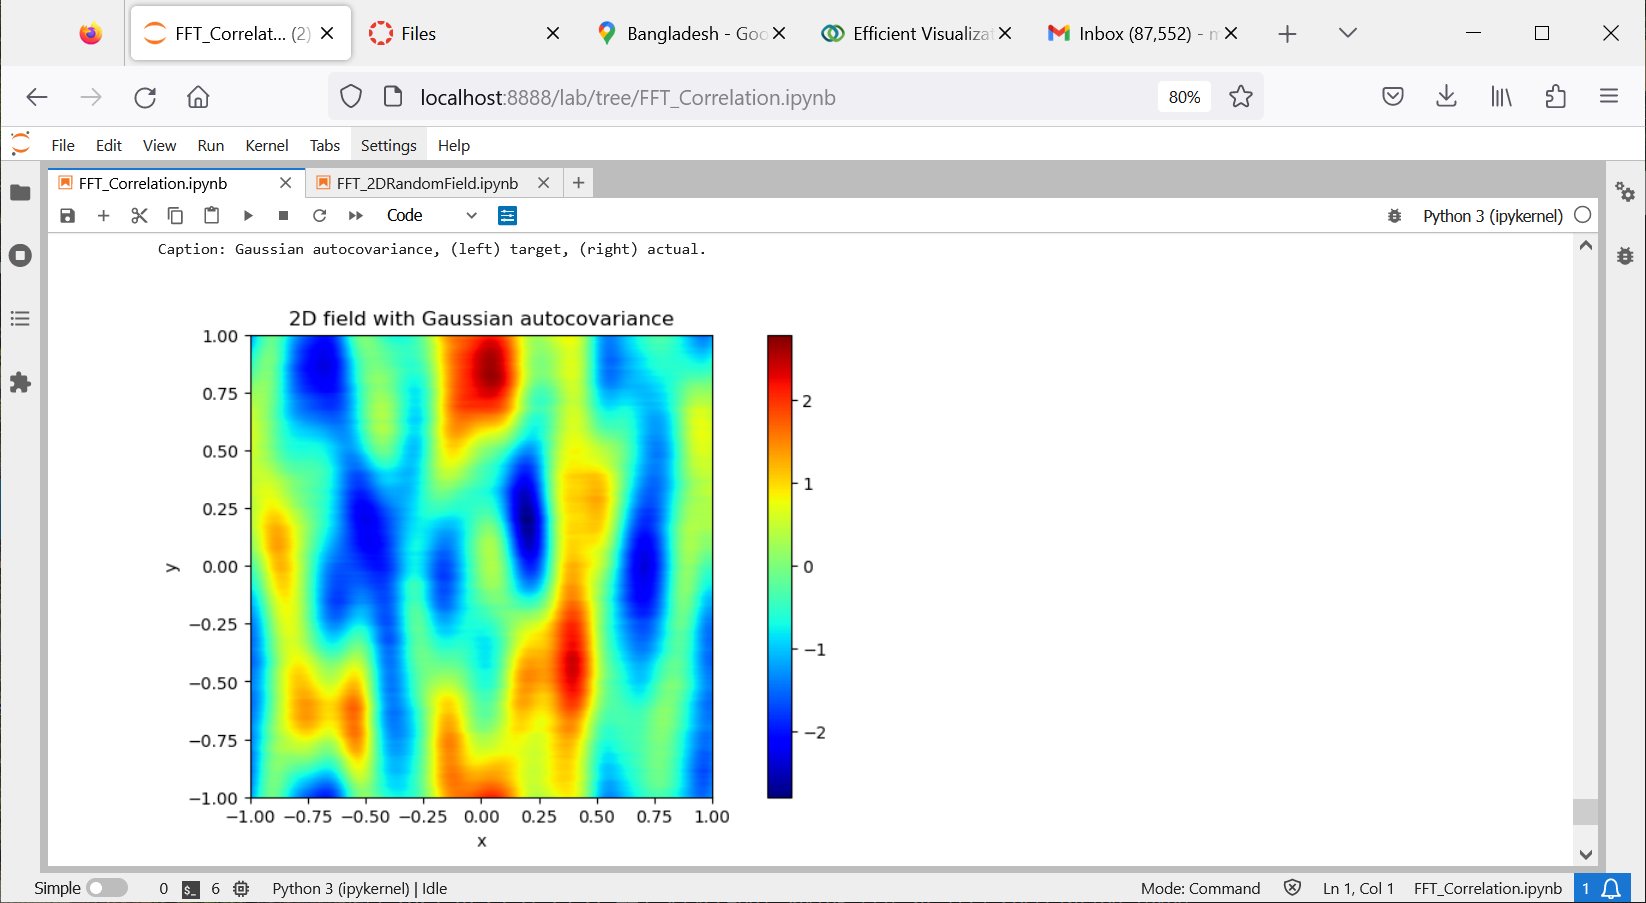 FFT_Correlat... (2)
Files
Bangladesh - Goo
Efficient Visualizat
Inbox (87,552) - m
localhost:8888/lab/tree/FFT_Correlation.ipynb
80%
File Edit View Run Kernel Tabs Settings Help
FFT_Correlation.ipynb
FFT_2DRandomField.ipynb
Code
Python 3 (ipykernel)
Caption: Gaussian autocovariance, (left) target, (right) actual.
2D field with Gaussian autocovariance
1.00
0.75
0.50
0.25
0.00
−0.25
−0.50
−0.75
−1.00
y
−1.00 −0.75 −0.50 −0.25 0.00 0.25 0.50 0.75 1.00
x
2
1
0
−1
−2
Simple 0 $_ 6 Python 3 (ipykernel) | Idle
Mode: Command Ln 1, Col 1 FFT_Correlation.ipynb 1